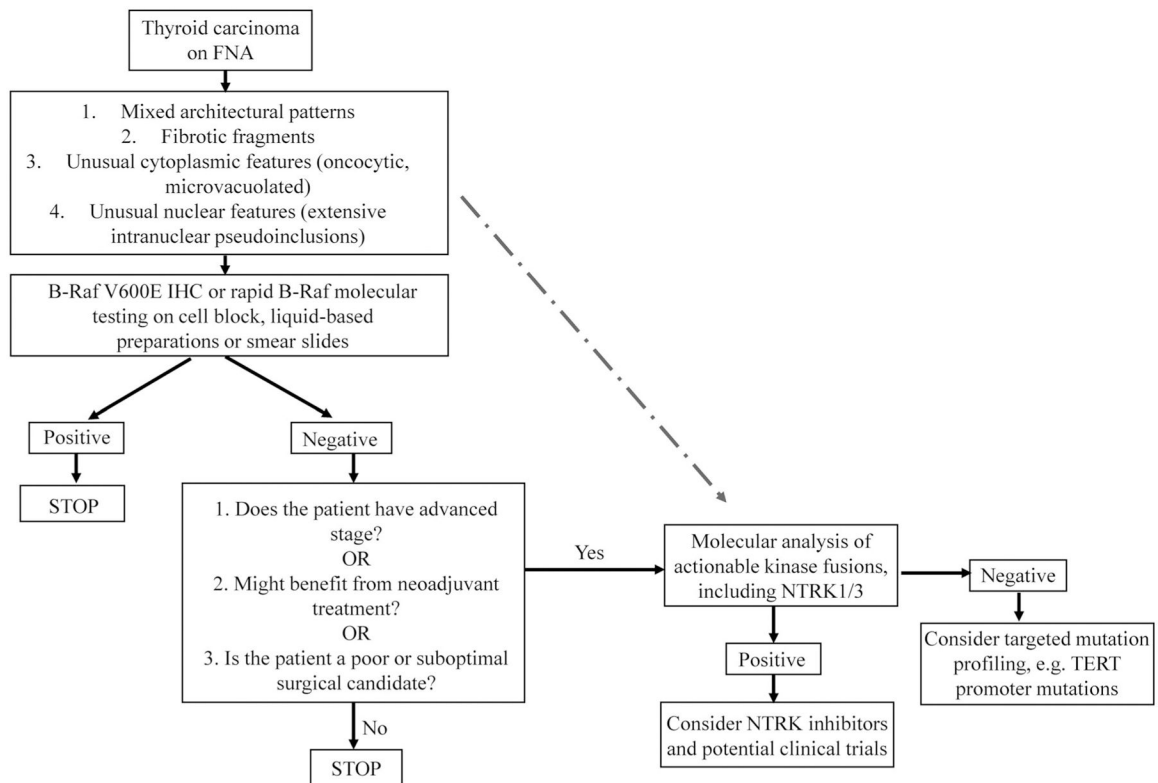 Thyroid carcinoma
on FNA
1. Mixed architectural patterns
2. Fibrotic fragments
3. Unusual cytoplasmic features (oncocytic,
microvacuolated)
4. Unusual nuclear features (extensive
intranuclear pseudoinclusions)
B-Raf V600E IHC or rapid B-Raf molecular
testing on cell block, liquid-based
preparations or smear slides
Positive
Negative
STOP
1. Does the patient have advanced
stage?
OR
2. Might benefit from neoadjuvant
treatment?
OR
3. Is the patient a poor or suboptimal
surgical candidate?
No
STOP
Yes
Molecular analysis of
actionable kinase fusions,
including NTRK1/3
Negative
Consider targeted mutation
profiling, e.g. TERT
promoter mutations
Positive
Consider NTRK inhibitors
and potential clinical trials